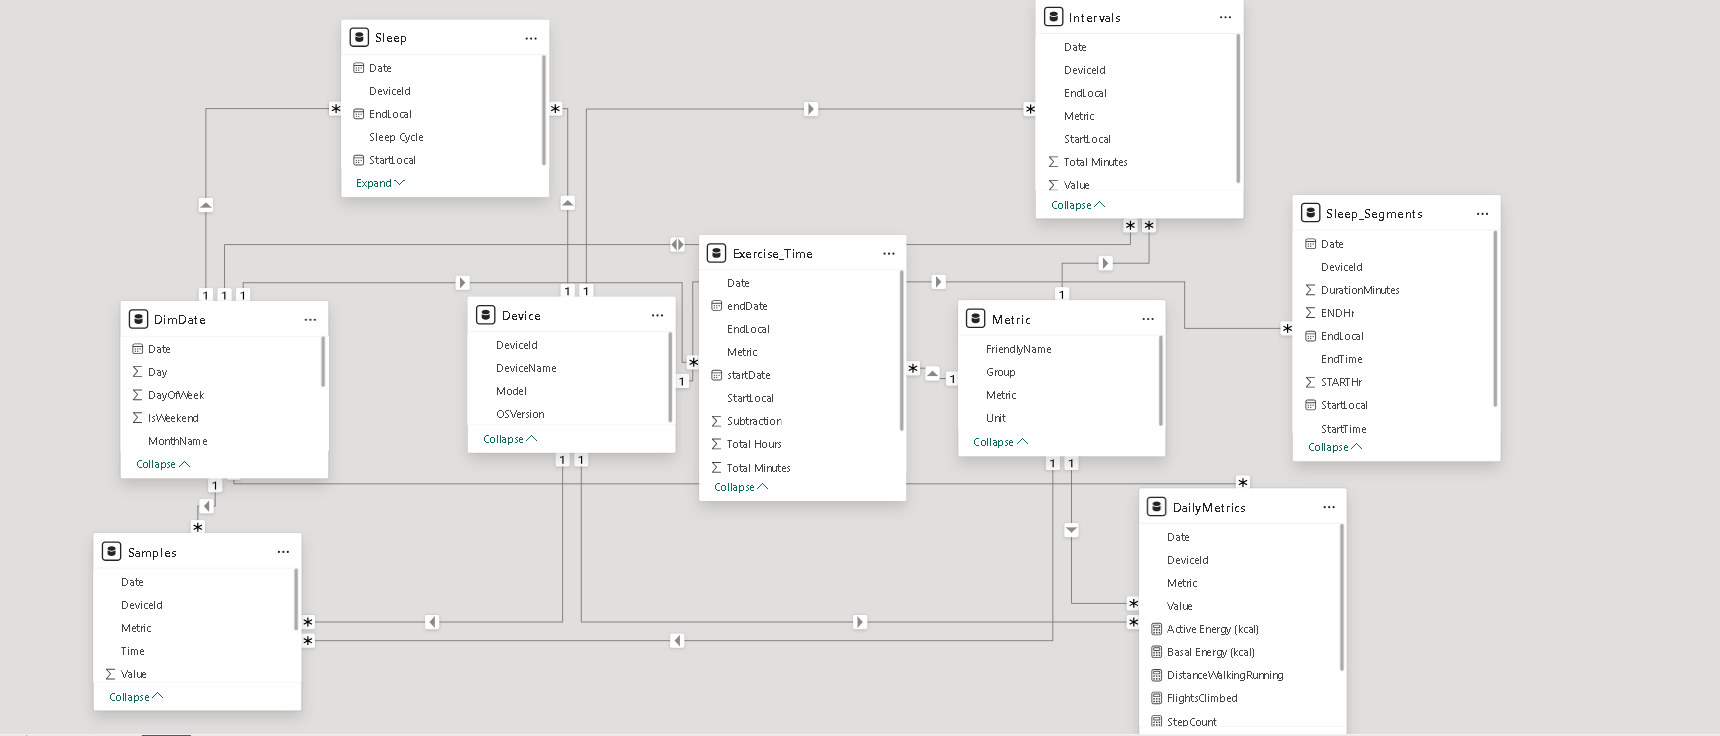 Sleep
Date
DeviceId
EndLocal
Sleep Cycle
StartLocal
Expand
Intervals
Date
DeviceId
EndLocal
Metric
StartLocal
Total Minutes
Value
Collapse
Sleep_Segments
Date
DeviceId
DurationMinutes
ENDHr
EndLocal
EndTime
STARTHr
StartLocal
StartTime
Collapse
Exercise_Time
Date
endDate
EndLocal
Metric
startDate
StartLocal
Subtraction
Total Hours
Total Minutes
Collapse
DimDate
Date
Day
DayOfWeek
IsWeekend
MonthName
Collapse
Device
DeviceId
DeviceName
Model
OSVersion
Collapse
Metric
FriendlyName
Group
Metric
Unit
Collapse
Samples
Date
DeviceId
Metric
Time
Value
Collapse
DailyMetrics
Date
DeviceId
Metric
Value
Active Energy (kcal)
Basal Energy (kcal)
DistanceWalkingRunning
FlightsClimbed
StepCount
1
1
1
1
1
1
1
1
1
1
1
1
1